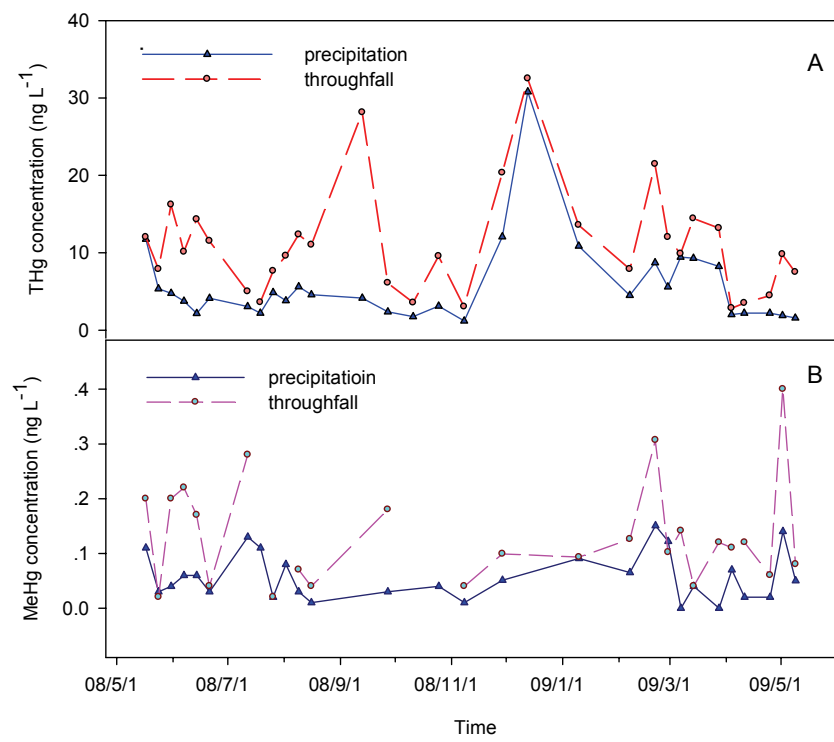 40
30
20
10
0
THg concentration (ng L⁻¹)
precipitation
throughfall
A
.4
.3
.2
.1
0.0
MeHg concentration (ng L⁻¹)
precipitatioin
throughfall
B
08/5/1 08/7/1 08/9/1 08/11/1 09/1/1 09/3/1 09/5/1
Time